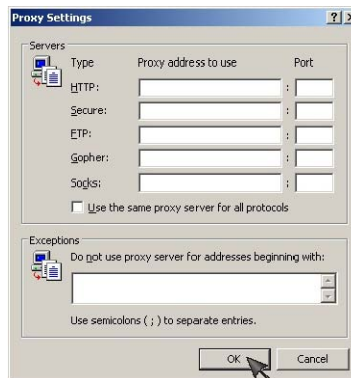 Proxy Settings
Servers
Type Proxy address to use Port
HTTP: :
Secure: :
FTP: :
Gopher: :
Socks: :
Use the same proxy server for all protocols
Exceptions
Do not use proxy server for addresses beginning with:
Use semicolons ( ; ) to separate entries.
OK Cancel